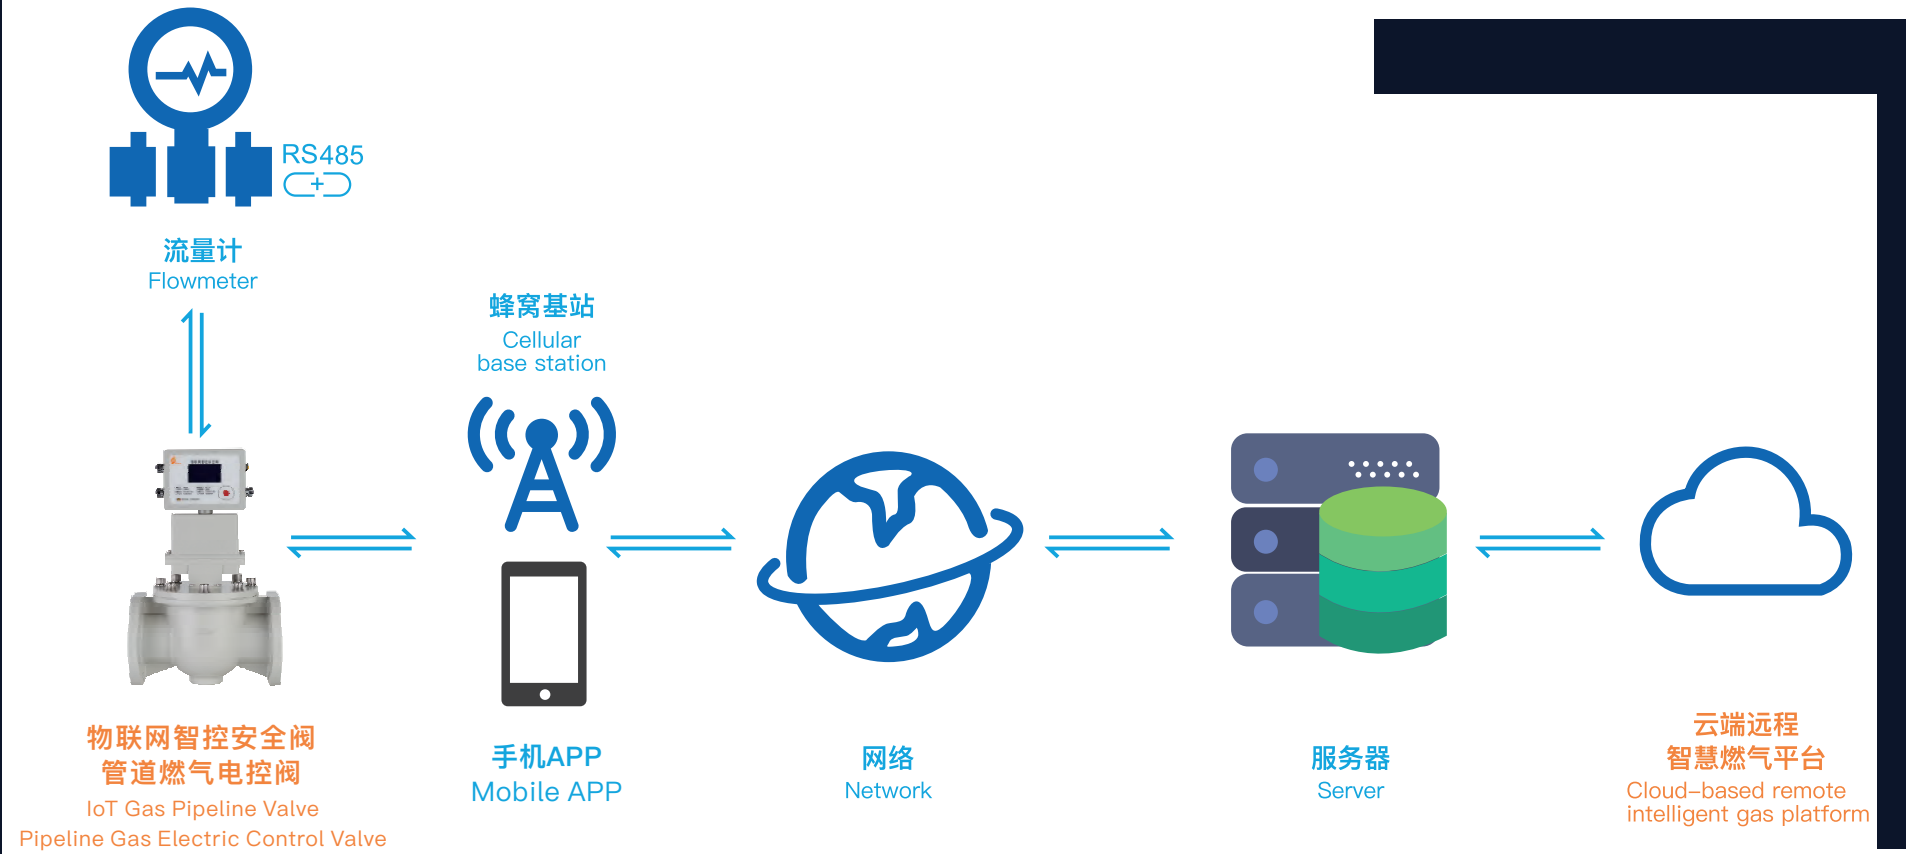 RS485
流量计
Flowmeter
蜂窝基站
Cellular
base station
物联网智控安全阀
管道燃气电控阀
IoT Gas Pipeline Valve
Pipeline Gas Electric Control Valve
手机APP
Mobile APP
网络
Network
服务器
Server
云端远程
智慧燃气平台
Cloud-based remote
intelligent gas platform